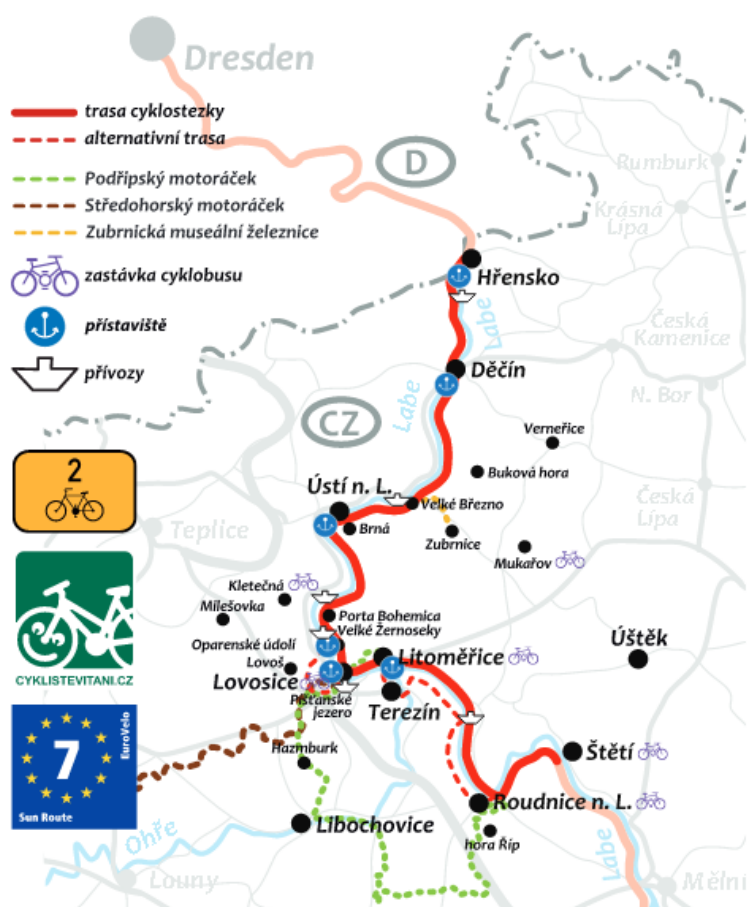 Dresden
trasa cyklostezky
alternativní trasa
D
Podřipský motoráček
Rumburk
Středohorský motoráček
Krásná
Lípa
Zubrnická museální železnice
zastávka cyklobusu
Hřensko
přístaviště
Labe
Česká
Kamenice
přívozy
Děčín
N. Bor
Labe
CZ
Verneřice
2
Buková hora
Ústí n. L.
Česká
Lípa
Velké Březno
Teplice
Brná
Zubrnice
Mukařov
Kletečná
Milešovka
Porta Bohemica
Velké Žernoseky
Oparenské údolí
Úštěk
Litoměřice
Lovoš
CYKLISTEVITANI.CZ
Lovosice
Píšťanské
jezero
Terezín
EuroVelo
7
Sun Route
Hazmburk
Štětí
Roudnice n. L.
Libochovice
hora Říp
Ohře
Labe
Louny
Mělní